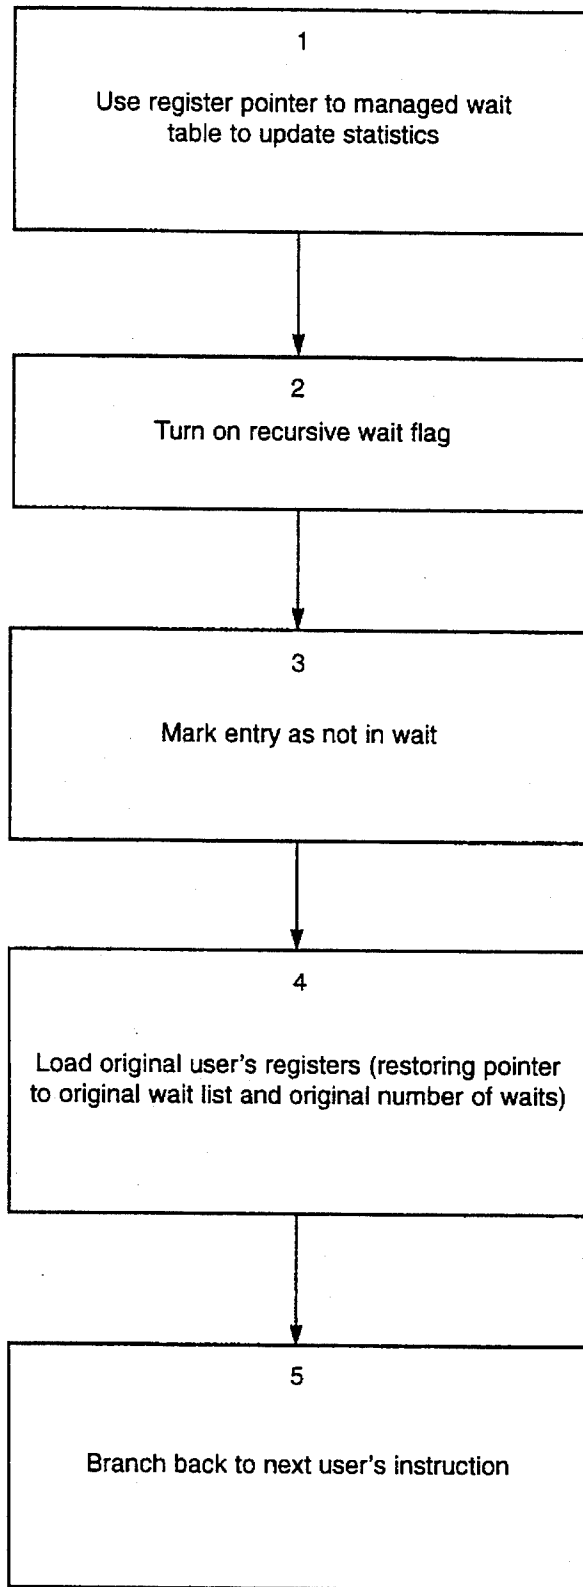 1
Use register pointer to managed wait
table to update statistics
2
Turn on recursive wait flag
3
Mark entry as not in wait
4
Load original user's registers (restoring pointer
to original wait list and original number of waits)
5
Branch back to next user's instruction